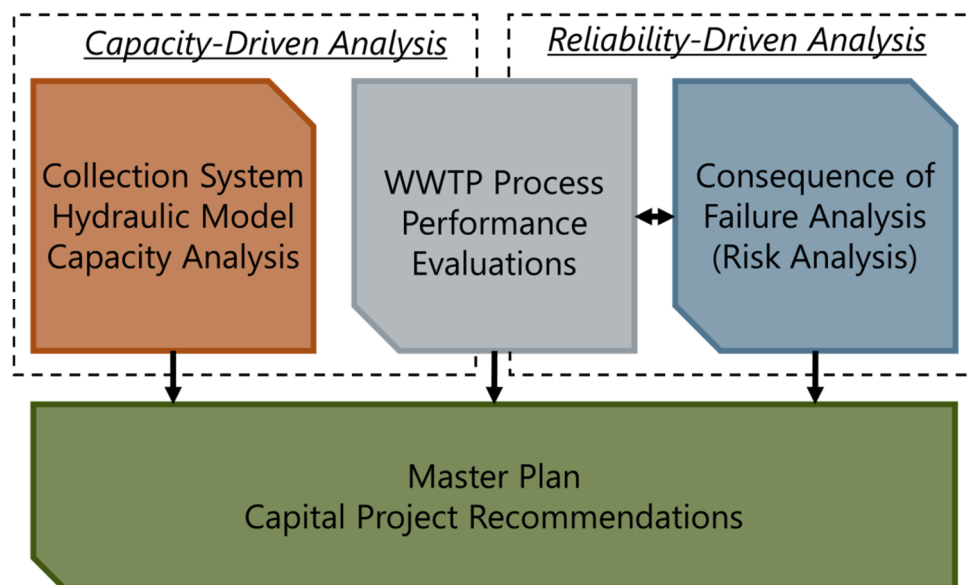 Capacity-Driven Analysis
Reliability-Driven Analysis
Collection System
Hydraulic Model
Capacity Analysis
WWTP Process
Performance
Evaluations
Consequence of
Failure Analysis
(Risk Analysis)
Master Plan
Capital Project Recommendations